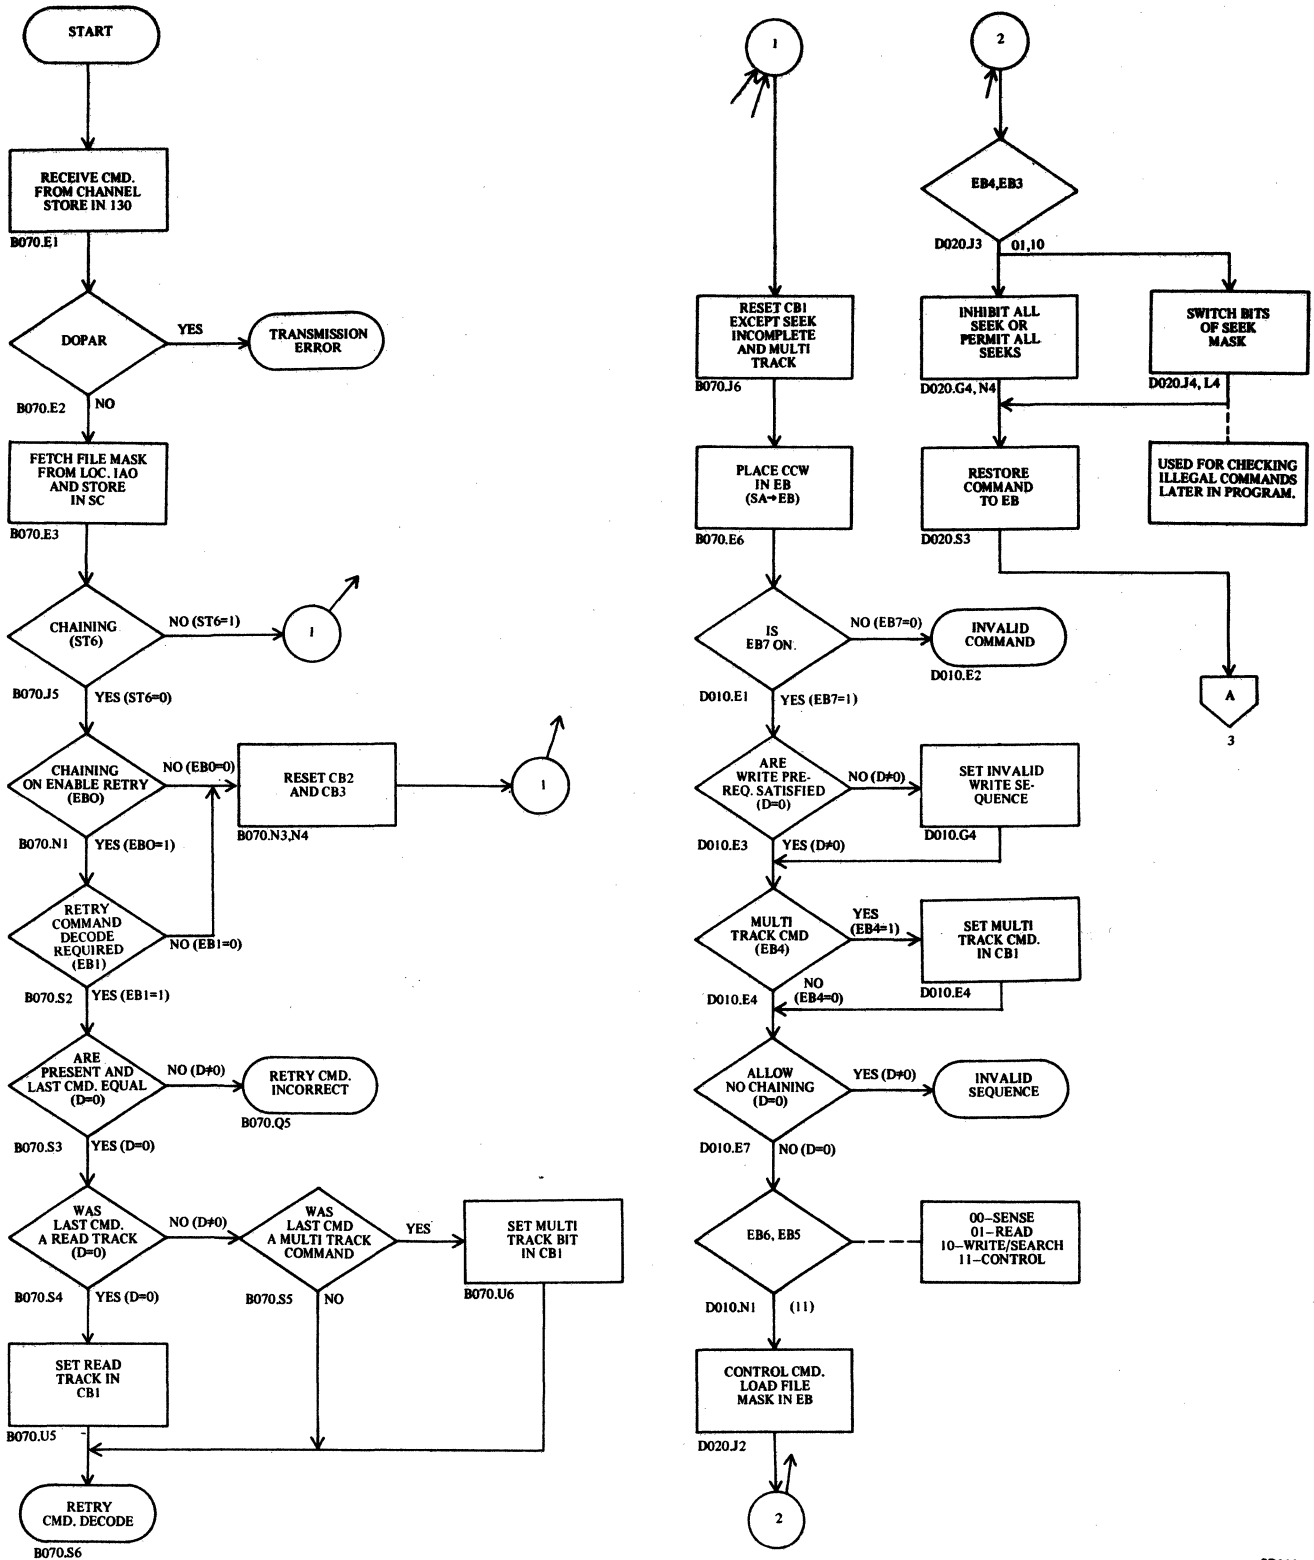 START
RECEIVE CMD.
FROM CHANNEL
STORE IN 130
B070.E1
DOPAR
YES
TRANSMISSION
ERROR
B070.E2
NO
FETCH FILE MASK
FROM LOC. IAO
AND STORE
IN SC
B070.E3
CHAINING
(ST6)
NO (ST6=1)
1
B070.J5
YES (ST6=0)
CHAINING
ON ENABLE RETRY
(EBO)
NO (EB0=0)
RESET CB2
AND CB3
B070.N3,N4
1
B070.N1
YES (EBO=1)
RETRY
COMMAND
DECODE
REQUIRED
(EB1)
NO (EB1=0)
B070.S2
YES (EB1=1)
ARE
PRESENT AND
LAST CMD. EQUAL
(D=0)
NO (D≠0)
RETRY CMD.
INCORRECT
B070.Q5
B070.S3
YES (D=0)
WAS
LAST CMD.
A READ TRACK
(D=0)
NO (D≠0)
WAS
LAST CMD
A MULTI TRACK
COMMAND
YES
SET MULTI
TRACK BIT
IN CB1
B070.U6
B070.S4
YES (D=0)
B070.S5
NO
SET READ
TRACK IN
CB1
B070.U5
RETRY
CMD. DECODE
B070.S6
1
RESET CB1
EXCEPT SEEK
INCOMPLETE
AND MULTI
TRACK
B070.J6
PLACE CCW
IN EB
(SA→EB)
B070.E6
IS
EB7 ON.
NO (EB7=0)
INVALID
COMMAND
D010.E2
D010.E1
YES (EB7=1)
ARE
WRITE PRE-
REQ. SATISFIED
(D=0)
NO (D≠0)
SET INVALID
WRITE SE-
QUENCE
D010.G4
D010.E3
YES (D≠0)
MULTI
TRACK CMD
(EB4)
YES
(EB4=1)
SET MULTI
TRACK CMD.
IN CB1
D010.E4
D010.E4
NO
(EB4=0)
ALLOW
NO CHAINING
(D=0)
YES (D≠0)
INVALID
SEQUENCE
D010.E7
NO (D=0)
EB6, EB5
00–SENSE
01–READ
10–WRITE/SEARCH
11–CONTROL
D010.N1
(11)
CONTROL CMD.
LOAD FILE
MASK IN EB
D020.J2
2
2
EB4,EB3
D020.J3
01,10
INHIBIT ALL
SEEK OR
PERMIT ALL
SEEKS
D020.G4, N4
SWITCH BITS
OF SEEK
MASK
D020.J4, L4
RESTORE
COMMAND
TO EB
D020.S3
USED FOR CHECKING
ILLEGAL COMMANDS
LATER IN PROGRAM.
A
3